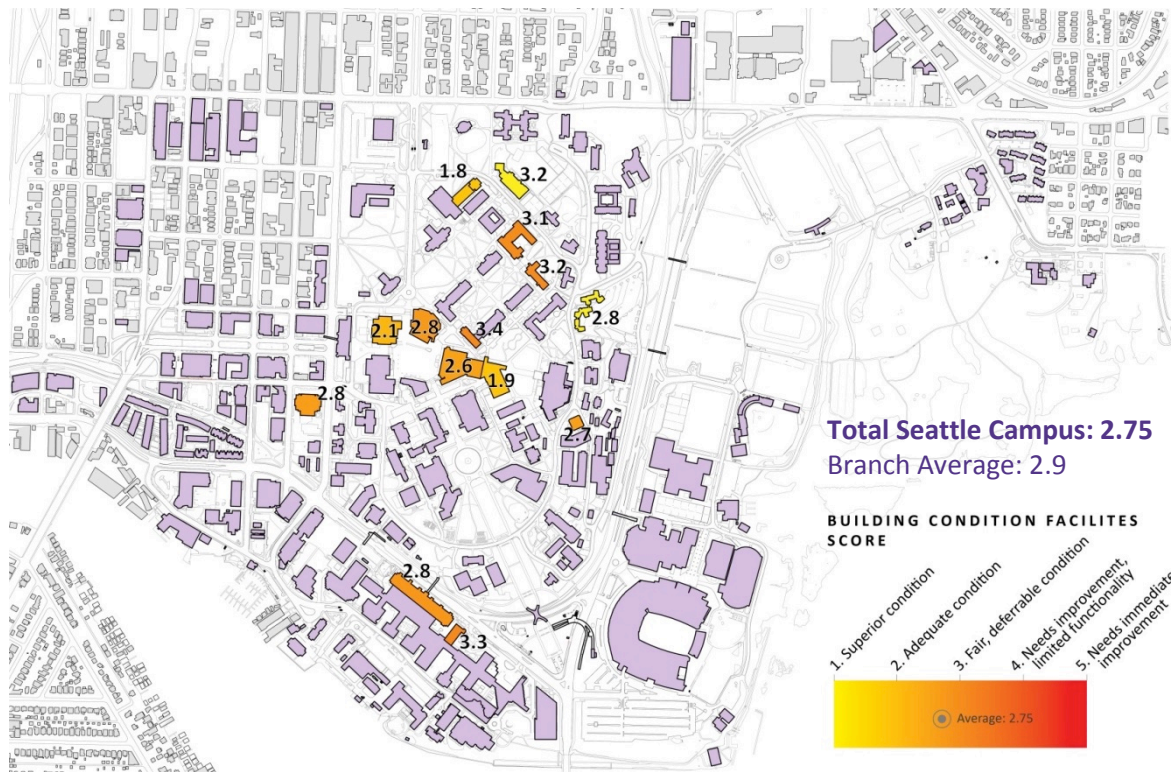 1.8
3.2
3.1
3.2
2.8
2.1
2.8
3.4
2.6
1.9
2.8
2.7
Total Seattle Campus: 2.75
Branch Average: 2.9
BUILDING CONDITION FACILITES
SCORE
2.8
3.3
1. Superior condition
2. Adequate condition
3. Fair, deferrable condition
4. Needs improvement,
limited functionality
5. Needs immediate
improvement
Average: 2.75